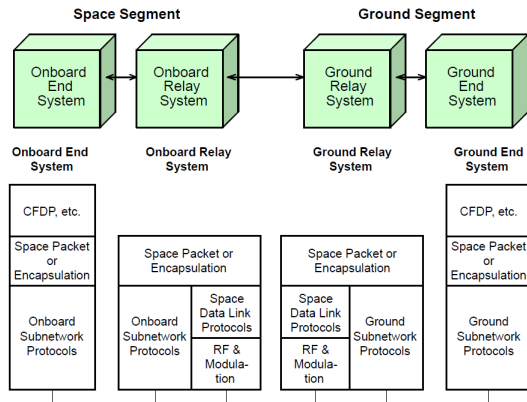 Space Segment
Ground Segment
Onboard
End
System
Onboard
Relay
System
Ground
Relay
System
Ground
End
System
Onboard End
System
Onboard Relay
System
Ground Relay
System
Ground End
System
CFDP, etc.
Space Packet
or
Encapsulation
Onboard
Subnetwork
Protocols
Space Packet or
Encapsulation
Onboard
Subnetwork
Protocols
Space
Data Link
Protocols
RF &
Modula-
tion
Space Packet or
Encapsulation
Space
Data Link
Protocols
RF &
Modula-
tion
Ground
Subnetwork
Protocols
CFDP, etc.
Space Packet
or
Encapsulation
Ground
Subnetwork
Protocols